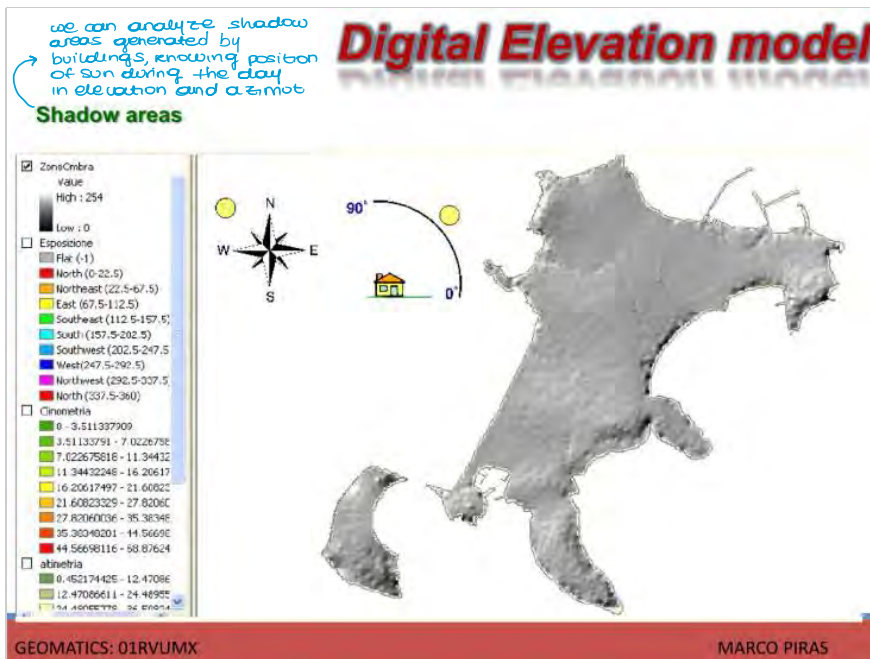 we can analyze shadow
areas generated by
buildings, knowing position
of sun during the day
in elevation and azimut
Digital Elevation model
Shadow areas
ZoneOmbra
Value
High : 254
Low : 0
Esposizione
Flat (-1)
North (0-22.5)
Northeast (22.5-67.5)
East (67.5-112.5)
Southeast (112.5-157.5)
South (157.5-202.5)
Southwest (202.5-247.5
West(247.5-292.5)
Northwest (292.5-337.5)
North (337.5-360)
Clinometria
0 - 3.511337909
3.51133791 - 7.0226758
7.022675818 - 11.34432
11.34432248 - 16.20617
16.20617497 - 21.60823
21.60823329 - 27.82060
27.82060036 - 35.38348
35.38348201 - 44.56698
44.56698116 - 68.87624
altimetria
0.452174425 - 12.47086
12.47086611 - 24.48955
N
W E
S
90°
0°
GEOMATICS: 01RVUMX
MARCO PIRAS